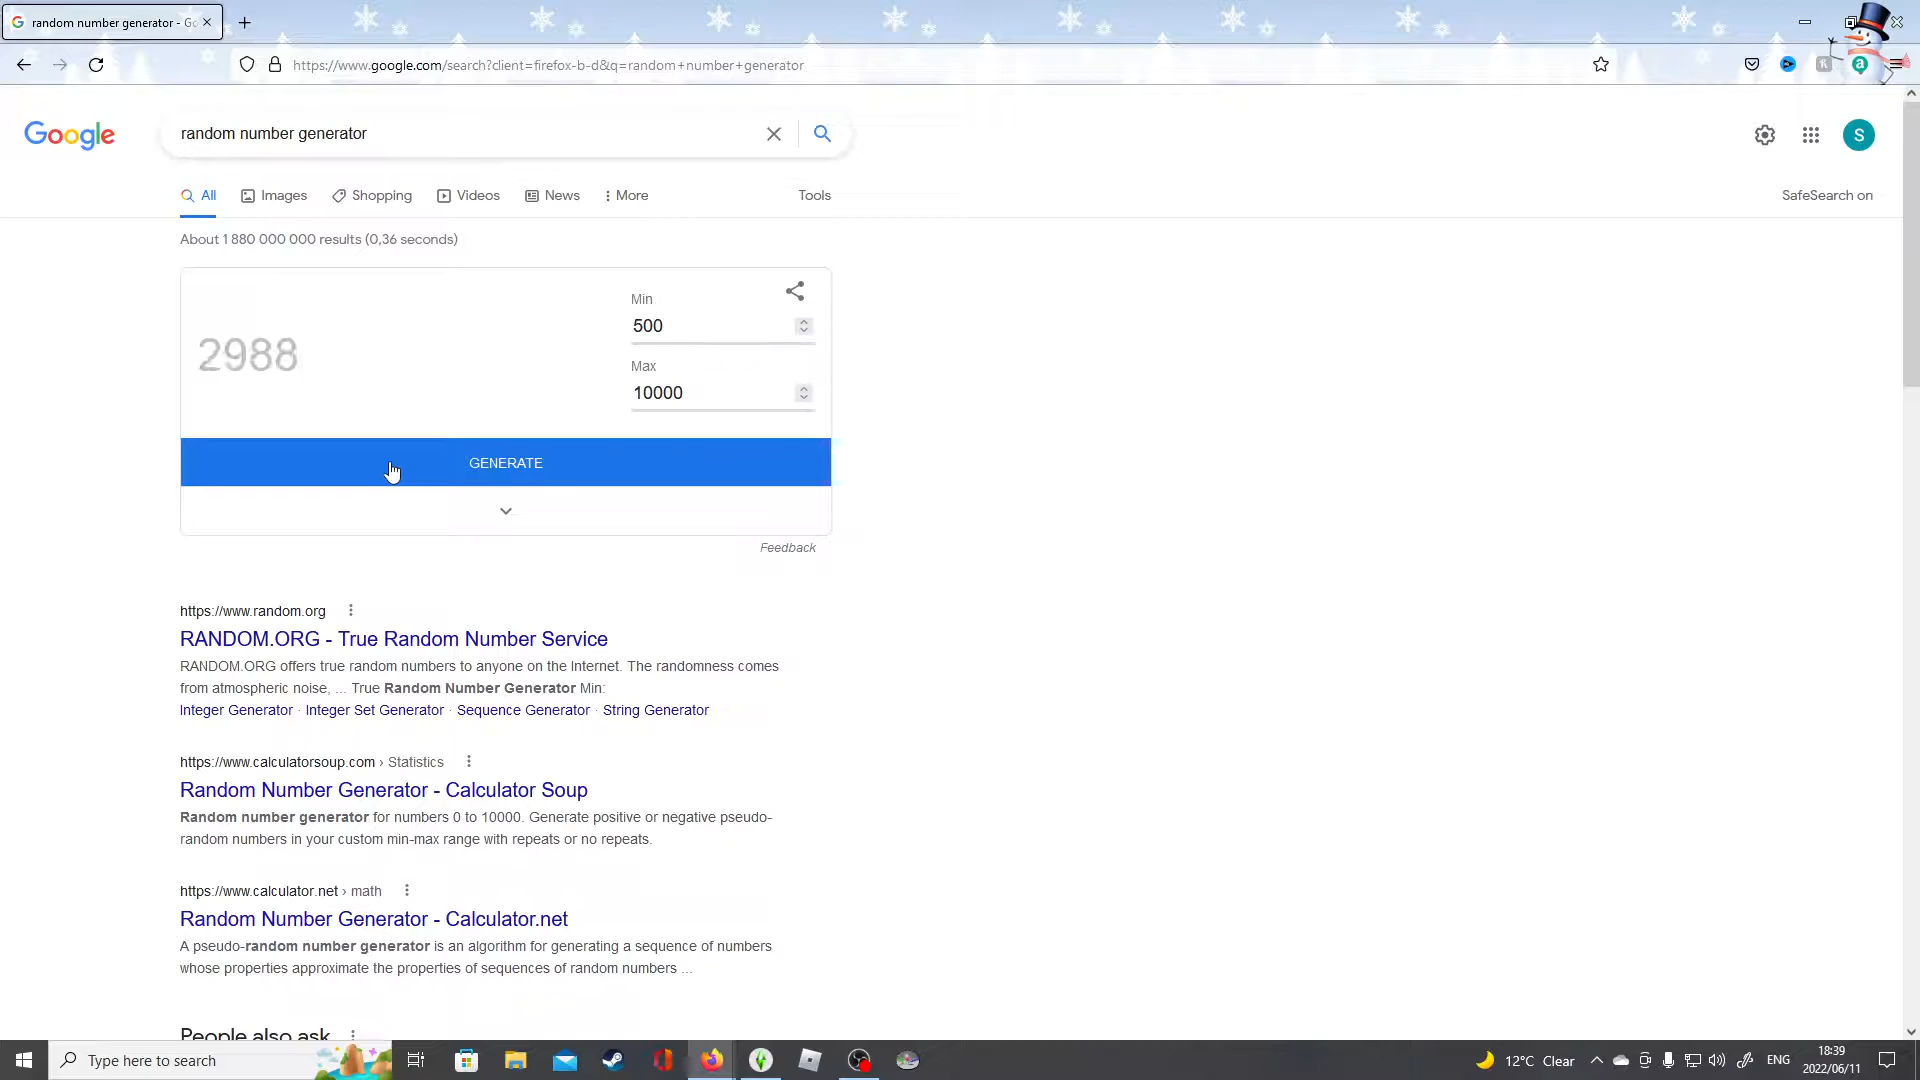 random number generator - Go
https://www.google.com/search?client=firefox-b-d&q=random+number+generator
Google
random number generator
S
All
Images
Shopping
Videos
News
More
Tools
SafeSearch on
About 1 880 000 000 results (0,36 seconds)
2988
Min
500
Max
10000
GENERATE
Feedback
https://www.random.org
RANDOM.ORG - True Random Number Service
RANDOM.ORG offers true random numbers to anyone on the Internet. The randomness comes
from atmospheric noise, ... True Random Number Generator Min:
Integer Generator · Integer Set Generator · Sequence Generator · String Generator
https://www.calculatorsoup.com › Statistics
Random Number Generator - Calculator Soup
Random number generator for numbers 0 to 10000. Generate positive or negative pseudo-
random numbers in your custom min-max range with repeats or no repeats.
https://www.calculator.net › math
Random Number Generator - Calculator.net
A pseudo-random number generator is an algorithm for generating a sequence of numbers
whose properties approximate the properties of sequences of random numbers ...
People also ask
Type here to search
12°C Clear
ENG
18:39
2022/06/11